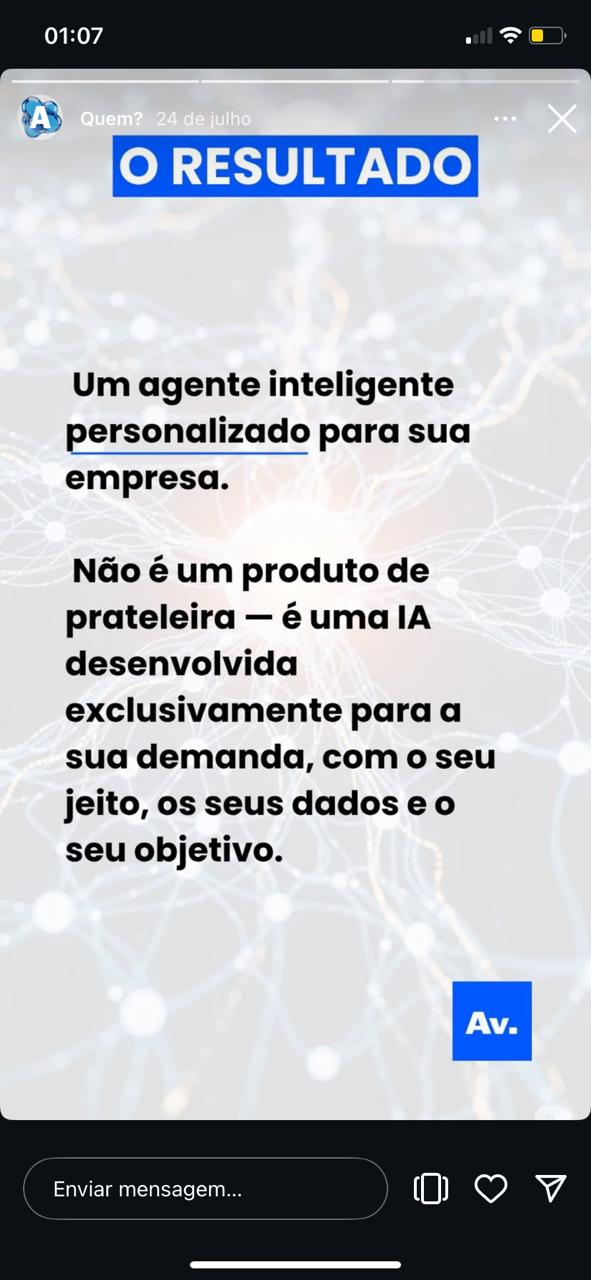 01:07
A
Quem? 24 de julho
O RESULTADO
Um agente inteligente
personalizado para sua
empresa.
Não é um produto de
prateleira — é uma IA
desenvolvida
exclusivamente para a
sua demanda, com o seu
jeito, os seus dados e o
seu objetivo.
Av.
Enviar mensagem...